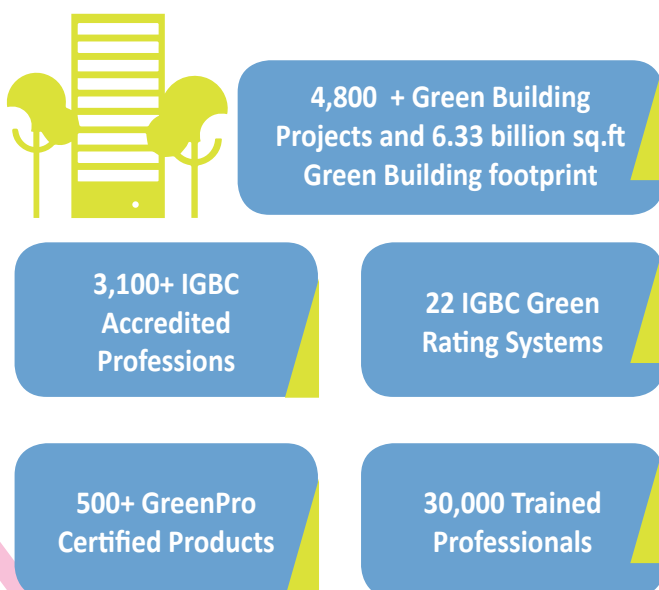 4,800 + Green Building
Projects and 6.33 billion sq.ft
Green Building footprint
3,100+ IGBC
Accredited
Professions
22 IGBC Green
Rating Systems
500+ GreenPro
Certified Products
30,000 Trained
Professionals